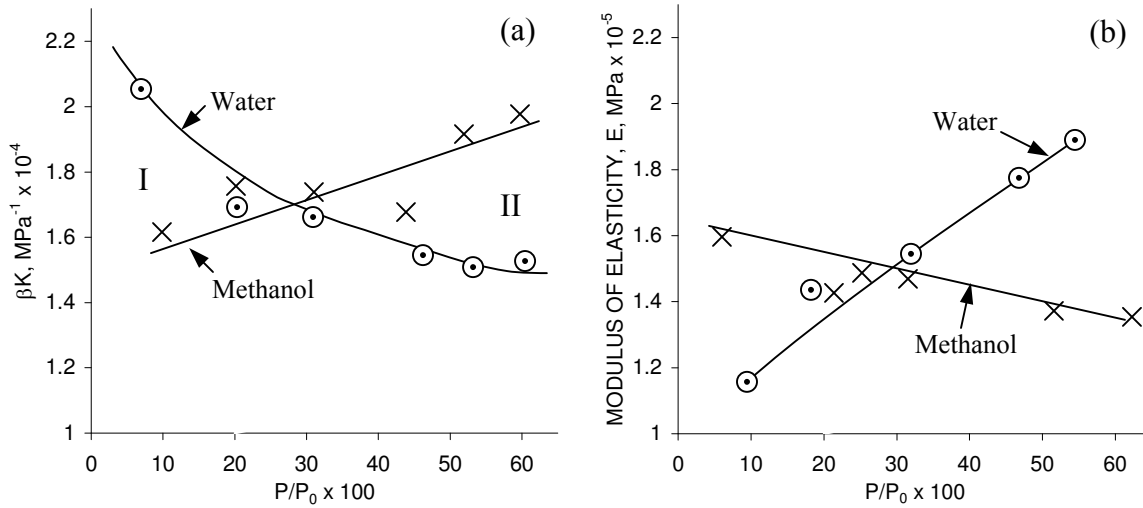 (a)
2.2
2
1.8
1.6
1.4
1.2
1
βK, MPa⁻¹ x 10⁻⁴
Water
I
II
Methanol
0 10 20 30 40 50 60
P/P₀ x 100
(b)
2.2
2
1.8
1.6
1.4
1.2
1
MODULUS OF ELASTICITY, E, MPa x 10⁻⁵
Water
Methanol
0 10 20 30 40 50 60
P/P₀ x 100